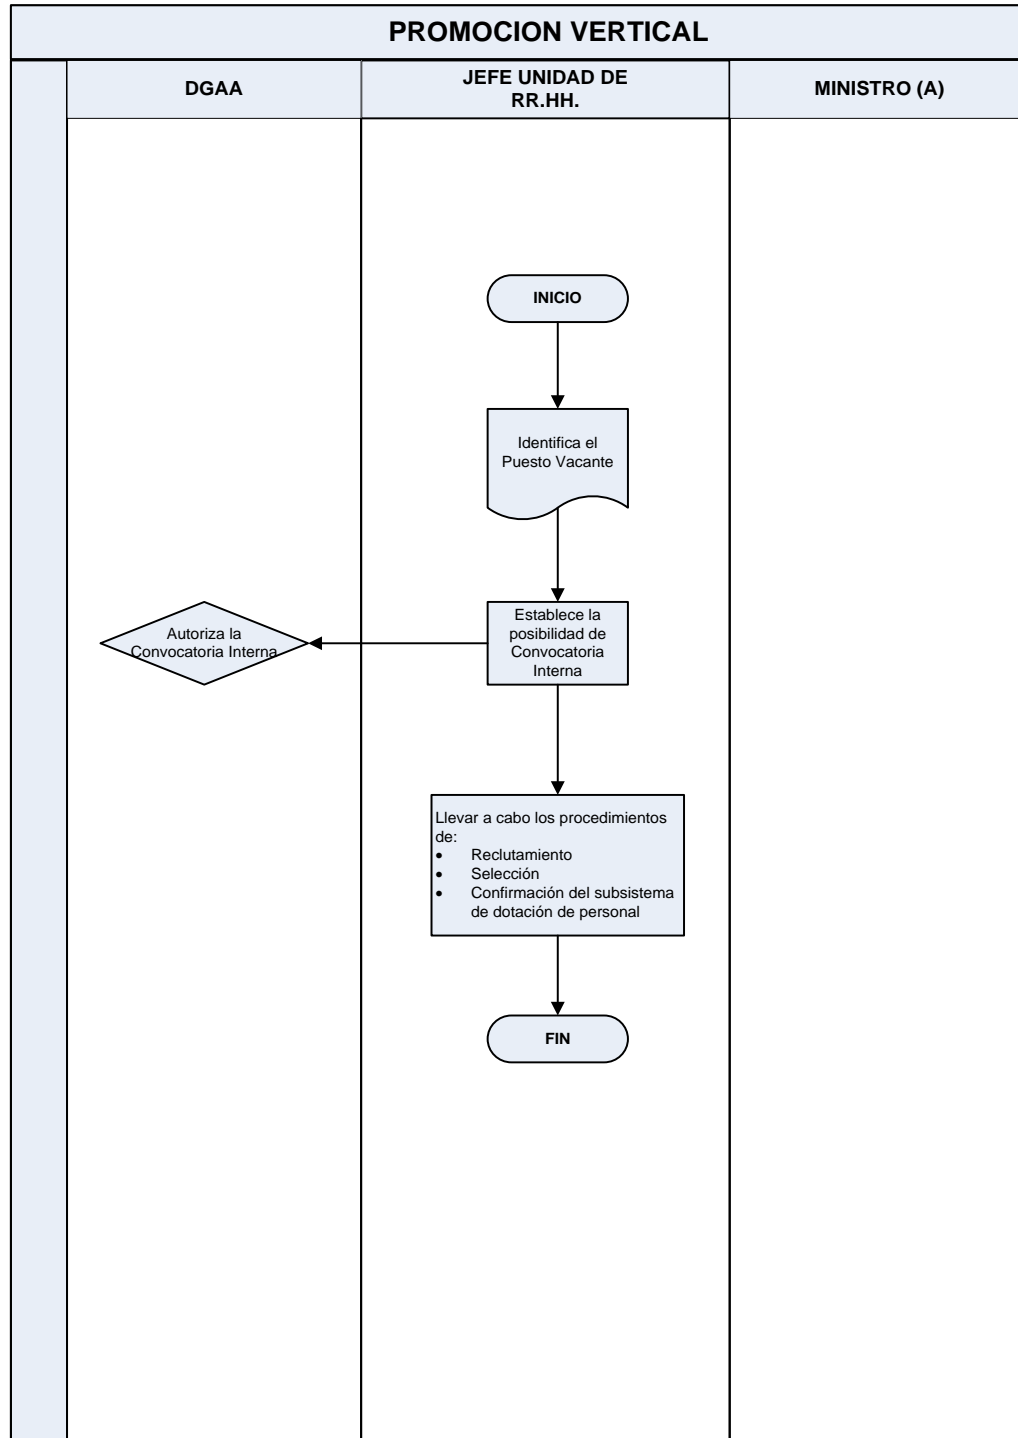 PROMOCION VERTICAL
DGAA
JEFE UNIDAD DE
RR.HH.
MINISTRO (A)
INICIO
Identifica el
Puesto Vacante
Autoriza la
Convocatoria Interna
Establece la
posibilidad de
Convocatoria
Interna
Llevar a cabo los procedimientos
de:
• Reclutamiento
• Selección
• Confirmación del subsistema
de dotación de personal
FIN